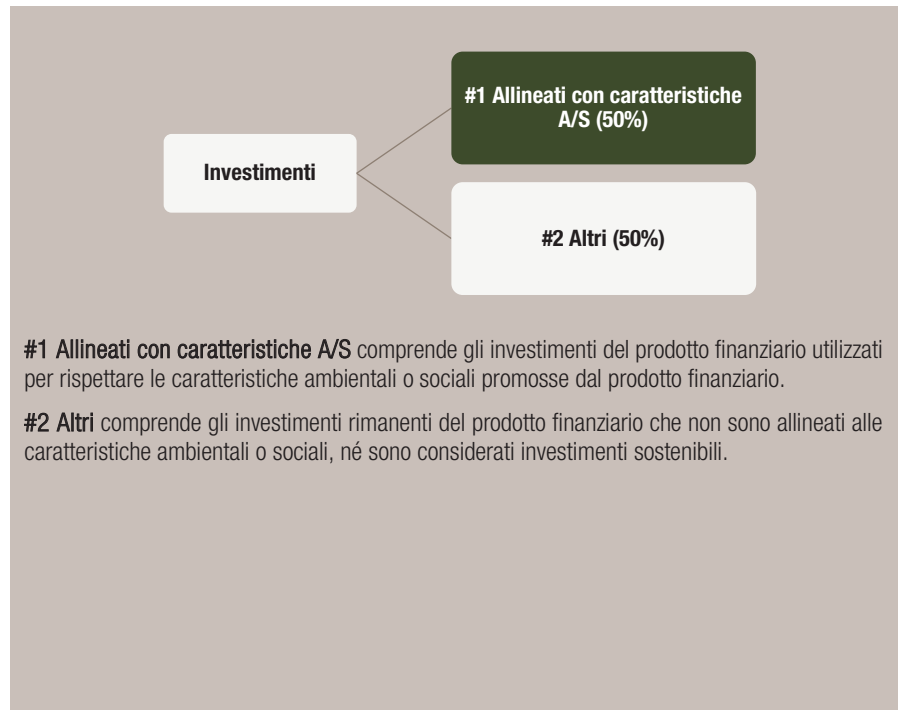 #1 Allineati con caratteristiche
A/S (50%)
Investimenti
#2 Altri (50%)
#1 Allineati con caratteristiche A/S comprende gli investimenti del prodotto finanziario utilizzati
per rispettare le caratteristiche ambientali o sociali promosse dal prodotto finanziario.
#2 Altri comprende gli investimenti rimanenti del prodotto finanziario che non sono allineati alle
caratteristiche ambientali o sociali, né sono considerati investimenti sostenibili.